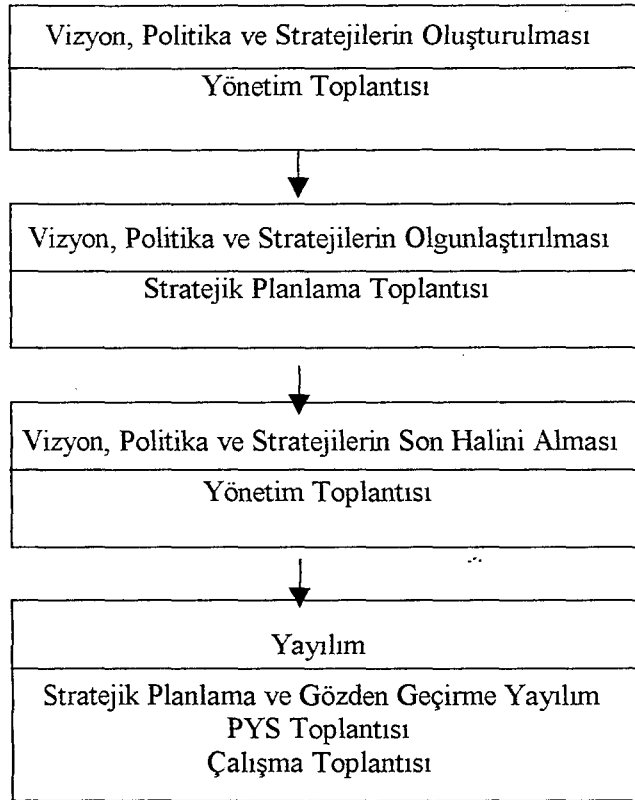 Vizyon, Politika ve Stratejilerin Oluşturulması
Yönetim Toplantısı
Vizyon, Politika ve Stratejilerin Olgunlaştırılması
Stratejik Planlama Toplantısı
Vizyon, Politika ve Stratejilerin Son Halini Alması
Yönetim Toplantısı
Yayılım
Stratejik Planlama ve Gözden Geçirme Yayılım
PYS Toplantısı
Çalışma Toplantısı